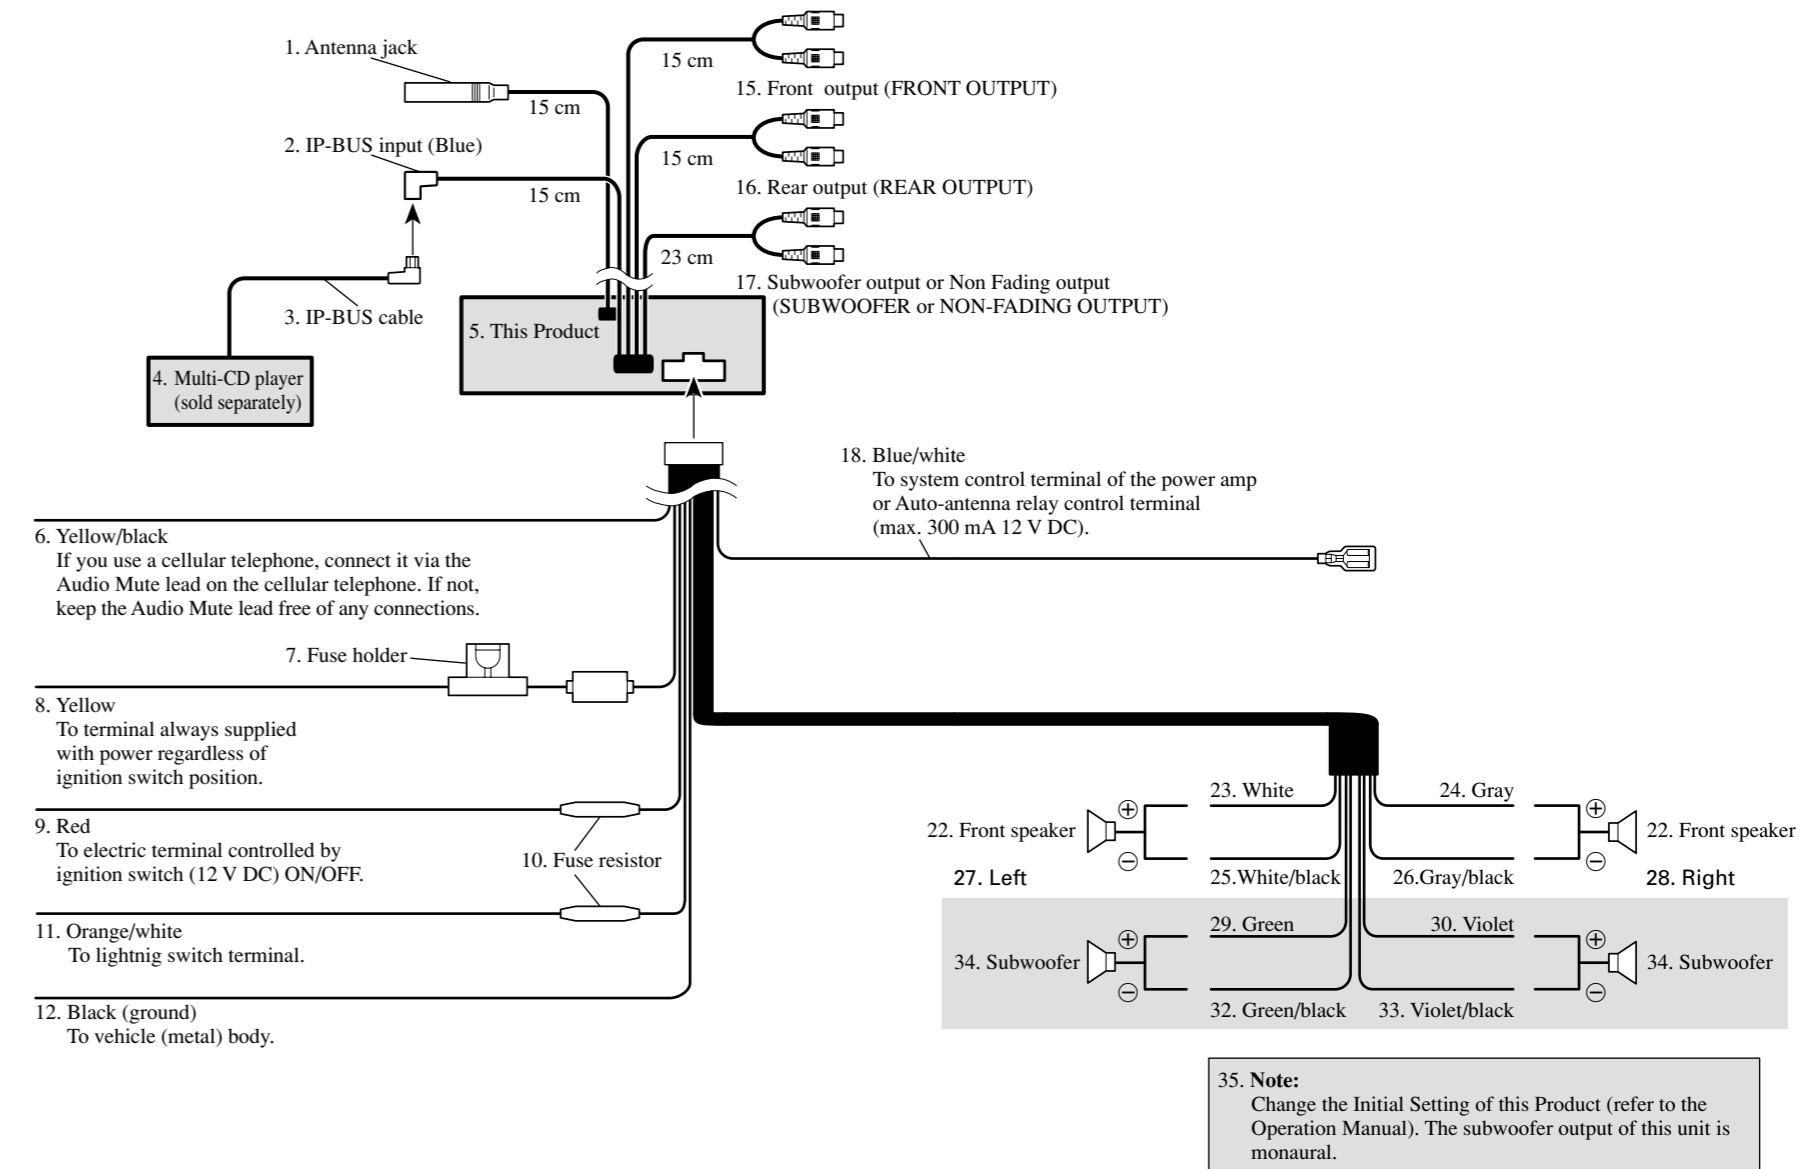 1. Antenna jack
15 cm
2. IP-BUS input (Blue)
15 cm
3. IP-BUS cable
4. Multi-CD player
(sold separately)
5. This Product
15 cm
15. Front output (FRONT OUTPUT)
15 cm
16. Rear output (REAR OUTPUT)
23 cm
17. Subwoofer output or Non Fading output
(SUBWOOFER or NON-FADING OUTPUT)
18. Blue/white
To system control terminal of the power amp
or Auto-antenna relay control terminal
(max. 300 mA 12 V DC).
6. Yellow/black
If you use a cellular telephone, connect it via the
Audio Mute lead on the cellular telephone. If not,
keep the Audio Mute lead free of any connections.
7. Fuse holder
8. Yellow
To terminal always supplied
with power regardless of
ignition switch position.
9. Red
To electric terminal controlled by
ignition switch (12 V DC) ON/OFF.
10. Fuse resistor
11. Orange/white
To lightnig switch terminal.
12. Black (ground)
To vehicle (metal) body.
23. White
24. Gray
22. Front speaker
+
−
+
−
22. Front speaker
27. Left
25.White/black
26.Gray/black
28. Right
29. Green
30. Violet
34. Subwoofer
+
−
+
−
34. Subwoofer
32. Green/black
33. Violet/black
35. Note:
Change the Initial Setting of this Product (refer to the
Operation Manual). The subwoofer output of this unit is
monaural.